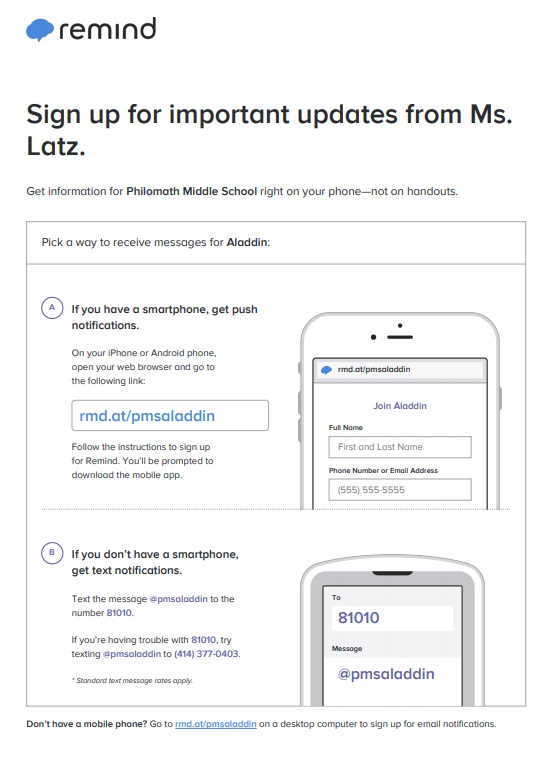 remind
Sign up for important updates from Ms.
Latz.
Get information for Philomath Middle School right on your phone—not on handouts.
Pick a way to receive messages for Aladdin:
A
If you have a smartphone, get push
notifications.
On your iPhone or Android phone,
open your web browser and go to
the following link:
rmd.at/pmsaladdin
Follow the instructions to sign up
for Remind. You'll be prompted to
download the mobile app.
rmd.at/pmsaladdin
Join Aladdin
Full Name
First and Last Name
Phone Number or Email Address
(555) 555-5555
B
If you don't have a smartphone,
get text notifications.
Text the message @pmsaladdin to the
number 81010.
If you're having trouble with 81010, try
texting @pmsaladdin to (414) 377-0403.
* Standard text message rates apply.
To
81010
Message
@pmsaladdin
Don't have a mobile phone? Go to rmd.at/pmsaladdin on a desktop computer to sign up for email notifications.